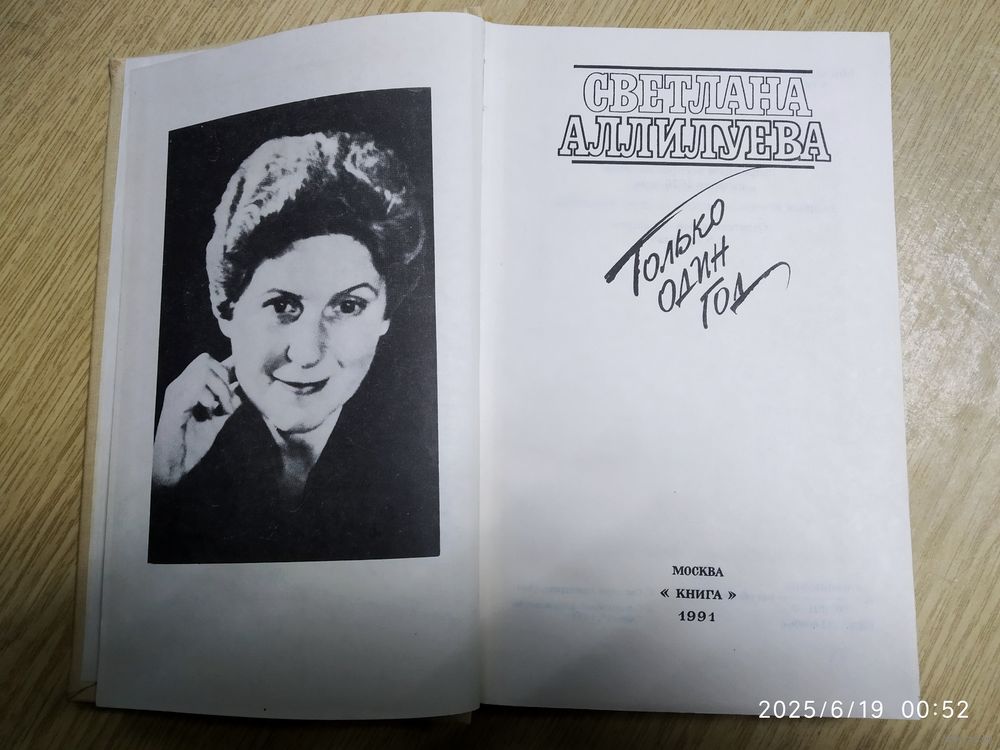 СВЕТЛАНА
АЛЛИЛУЕВА
Только
один
год
МОСКВА
« КНИГА »
1991
2025/6/19 00:52